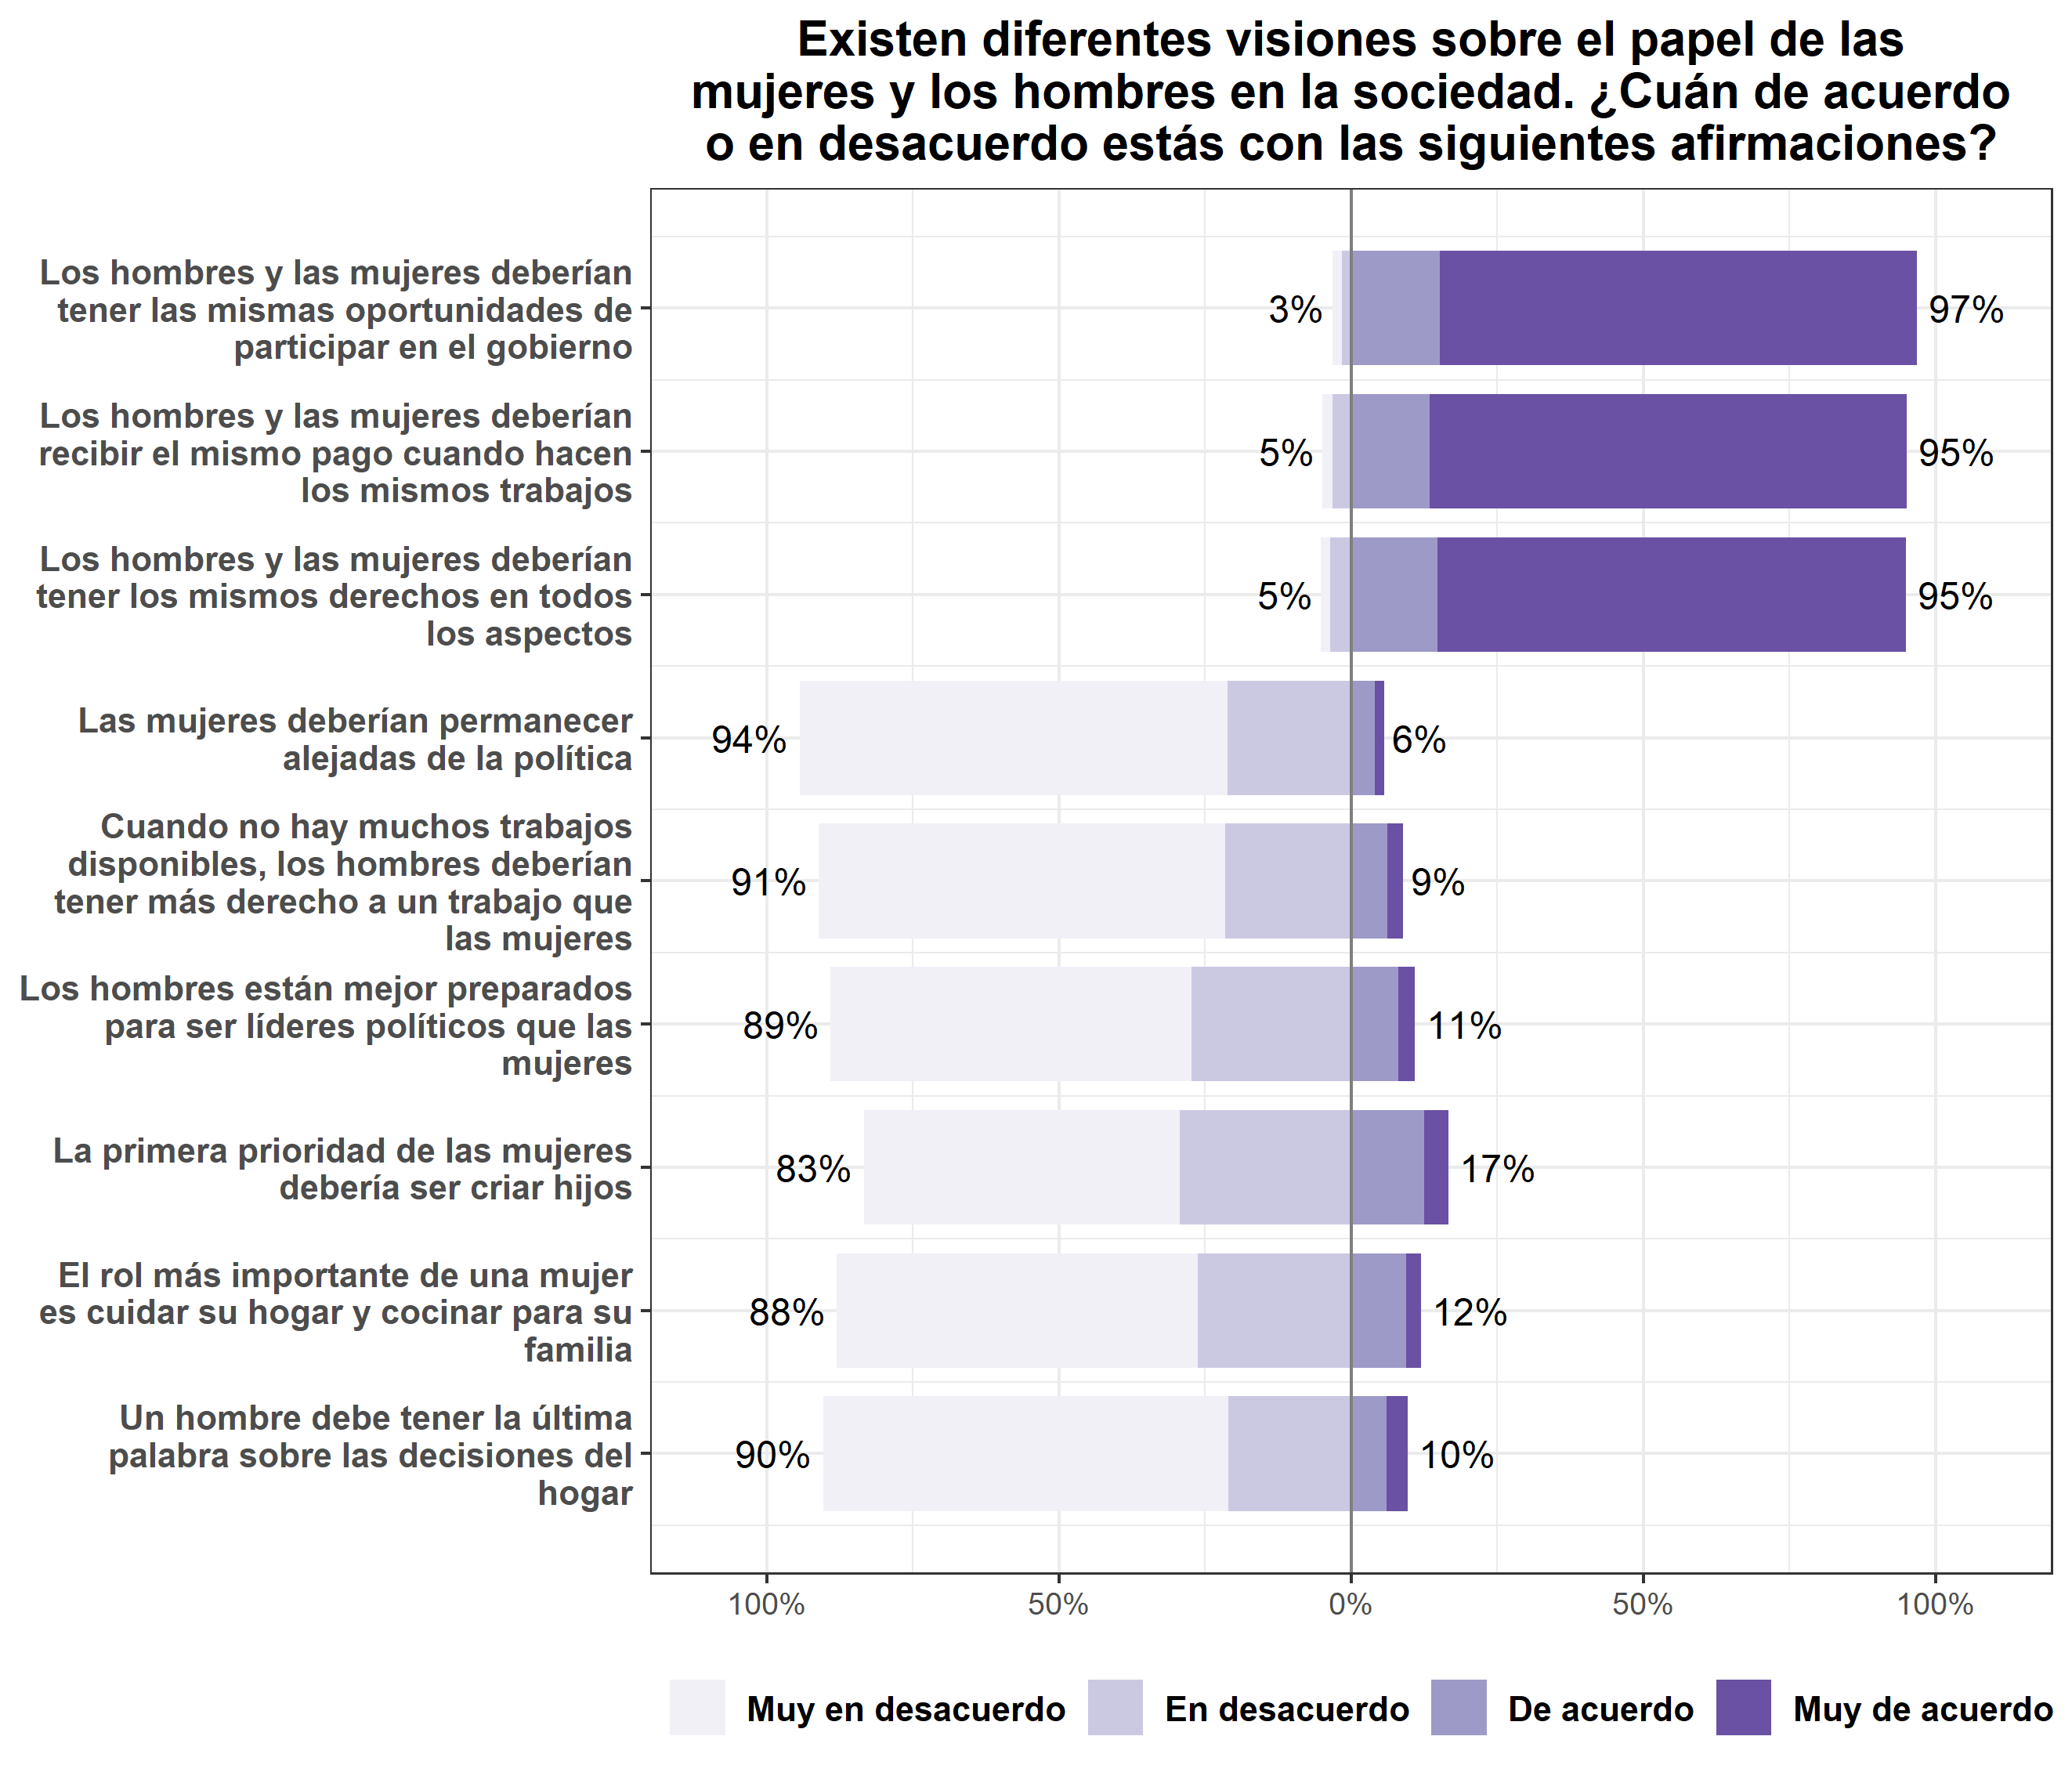 Existen diferentes visiones sobre el papel de las
mujeres y los hombres en la sociedad. ¿Cuán de acuerdo
o en desacuerdo estás con las siguientes afirmaciones?
Los hombres y las mujeres deberían
tener las mismas oportunidades de
participar en el gobierno
3%
97%
Los hombres y las mujeres deberían
recibir el mismo pago cuando hacen
los mismos trabajos
5%
95%
Los hombres y las mujeres deberían
tener los mismos derechos en todos
los aspectos
5%
95%
Las mujeres deberían permanecer
alejadas de la política
94%
6%
Cuando no hay muchos trabajos
disponibles, los hombres deberían
tener más derecho a un trabajo que
las mujeres
91%
9%
Los hombres están mejor preparados
para ser líderes políticos que las
mujeres
89%
11%
La primera prioridad de las mujeres
debería ser criar hijos
83%
17%
El rol más importante de una mujer
es cuidar su hogar y cocinar para su
familia
88%
12%
Un hombre debe tener la última
palabra sobre las decisiones del
hogar
90%
10%
100% 50% 0% 50% 100%
Muy en desacuerdo En desacuerdo De acuerdo Muy de acuerdo